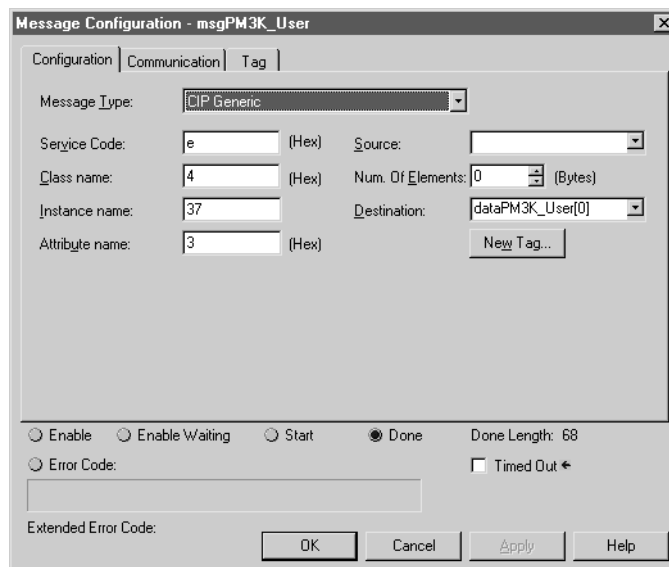 Message Configuration - msgPM3K_User
Configuration Communication Tag
Message Type: CIP Generic
Service Code: e (Hex) Source:
Class name: 4 (Hex) Num. Of Elements: 0 (Bytes)
Instance name: 37 Destination: dataPM3K_User[0]
Attribute name: 3 (Hex) New Tag...
Enable Enable Waiting Start Done Done Length: 68
Error Code: Timed Out
Extended Error Code:
OK Cancel Apply Help